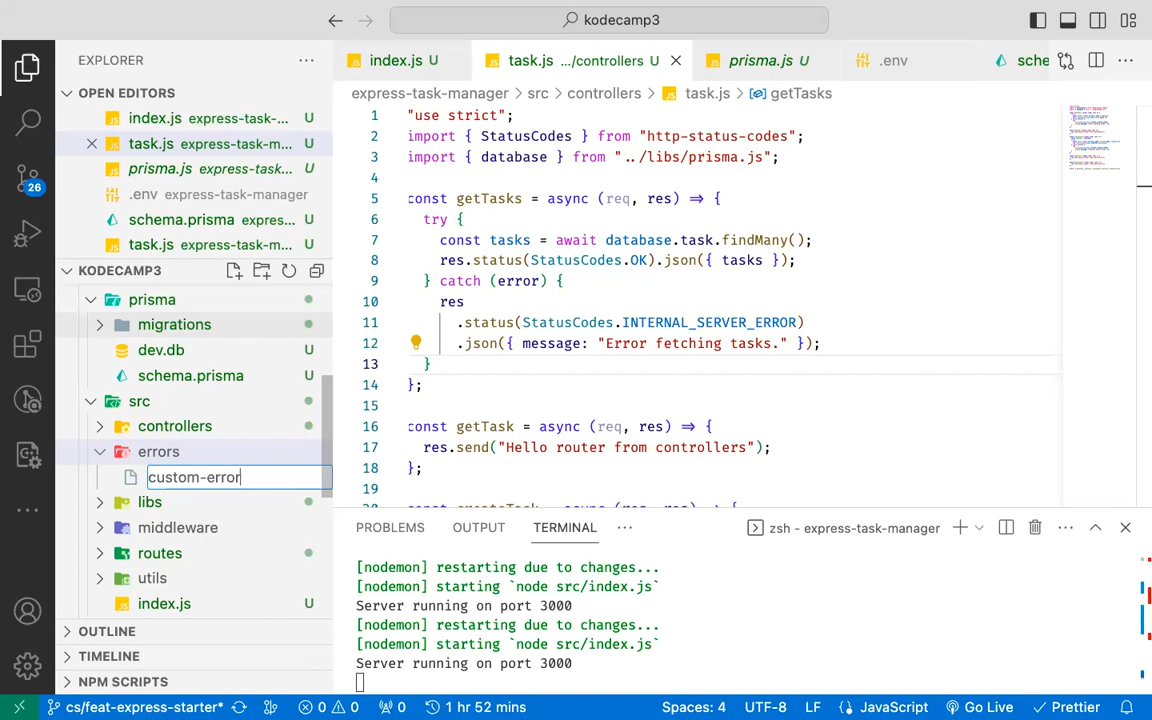 kodecamp3
EXPLORER
index.js U
task.js .../controllers U
prisma.js U
.env
sche
OPEN EDITORS
index.js express-task-... U
task.js express-task-m... U
prisma.js express-task... U
.env express-task-manager
schema.prisma expres... U
task.js express-task-m... U
KODECAMP3
prisma
migrations
dev.db U
schema.prisma U
src
controllers
errors
custom-error
libs
middleware
routes
utils
index.js U
OUTLINE
TIMELINE
NPM SCRIPTS
26
express-task-manager > src > controllers > task.js > getTasks
1 "use strict";
2 import { StatusCodes } from "http-status-codes";
3 import { database } from "../libs/prisma.js";
4
5 const getTasks = async (req, res) => {
6 try {
7 const tasks = await database.task.findMany();
8 res.status(StatusCodes.OK).json({ tasks });
9 } catch (error) {
10 res
11 .status(StatusCodes.INTERNAL_SERVER_ERROR)
12 .json({ message: "Error fetching tasks." });
13 }
14 };
15
16 const getTask = async (req, res) => {
17 res.send("Hello router from controllers");
18 };
19
PROBLEMS OUTPUT TERMINAL
zsh - express-task-manager
[nodemon] restarting due to changes...
[nodemon] starting `node src/index.js`
Server running on port 3000
[nodemon] restarting due to changes...
[nodemon] starting `node src/index.js`
Server running on port 3000
cs/feat-express-starter* 0 0 0 1 hr 52 mins Spaces: 4 UTF-8 LF JavaScript Go Live Prettier